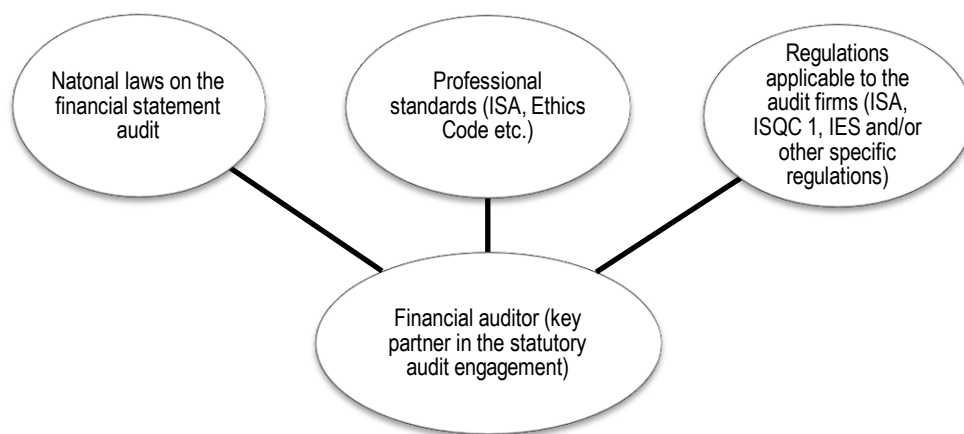 Natonal laws on the
financial statement
audit
Professional
standards (ISA, Ethics
Code etc.)
Regulations
applicable to the
audit firms (ISA,
ISQC 1, IES and/or
other specific
regulations)
Financial auditor (key
partner in the statutory
audit engagement)